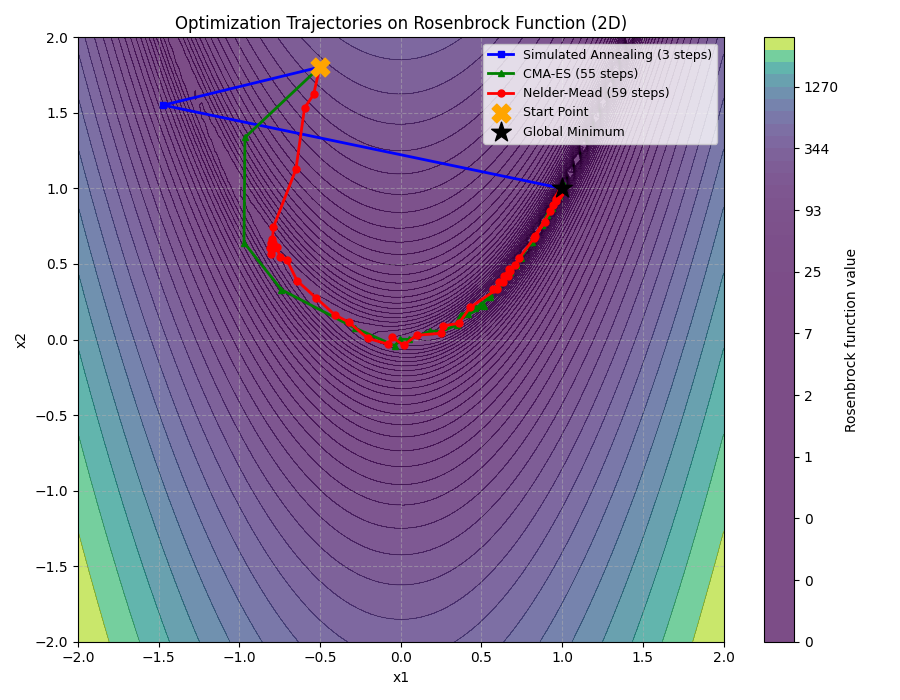 Optimization Trajectories on Rosenbrock Function (2D)
Simulated Annealing (3 steps)
CMA-ES (55 steps)
Nelder-Mead (59 steps)
Start Point
Global Minimum
x2
2.0
1.5
1.0
0.5
0.0
−0.5
−1.0
−1.5
−2.0
−2.0 −1.5 −1.0 −0.5 0.0 0.5 1.0 1.5 2.0
x1
1270
344
93
25
7
2
1
0
0
0
Rosenbrock function value